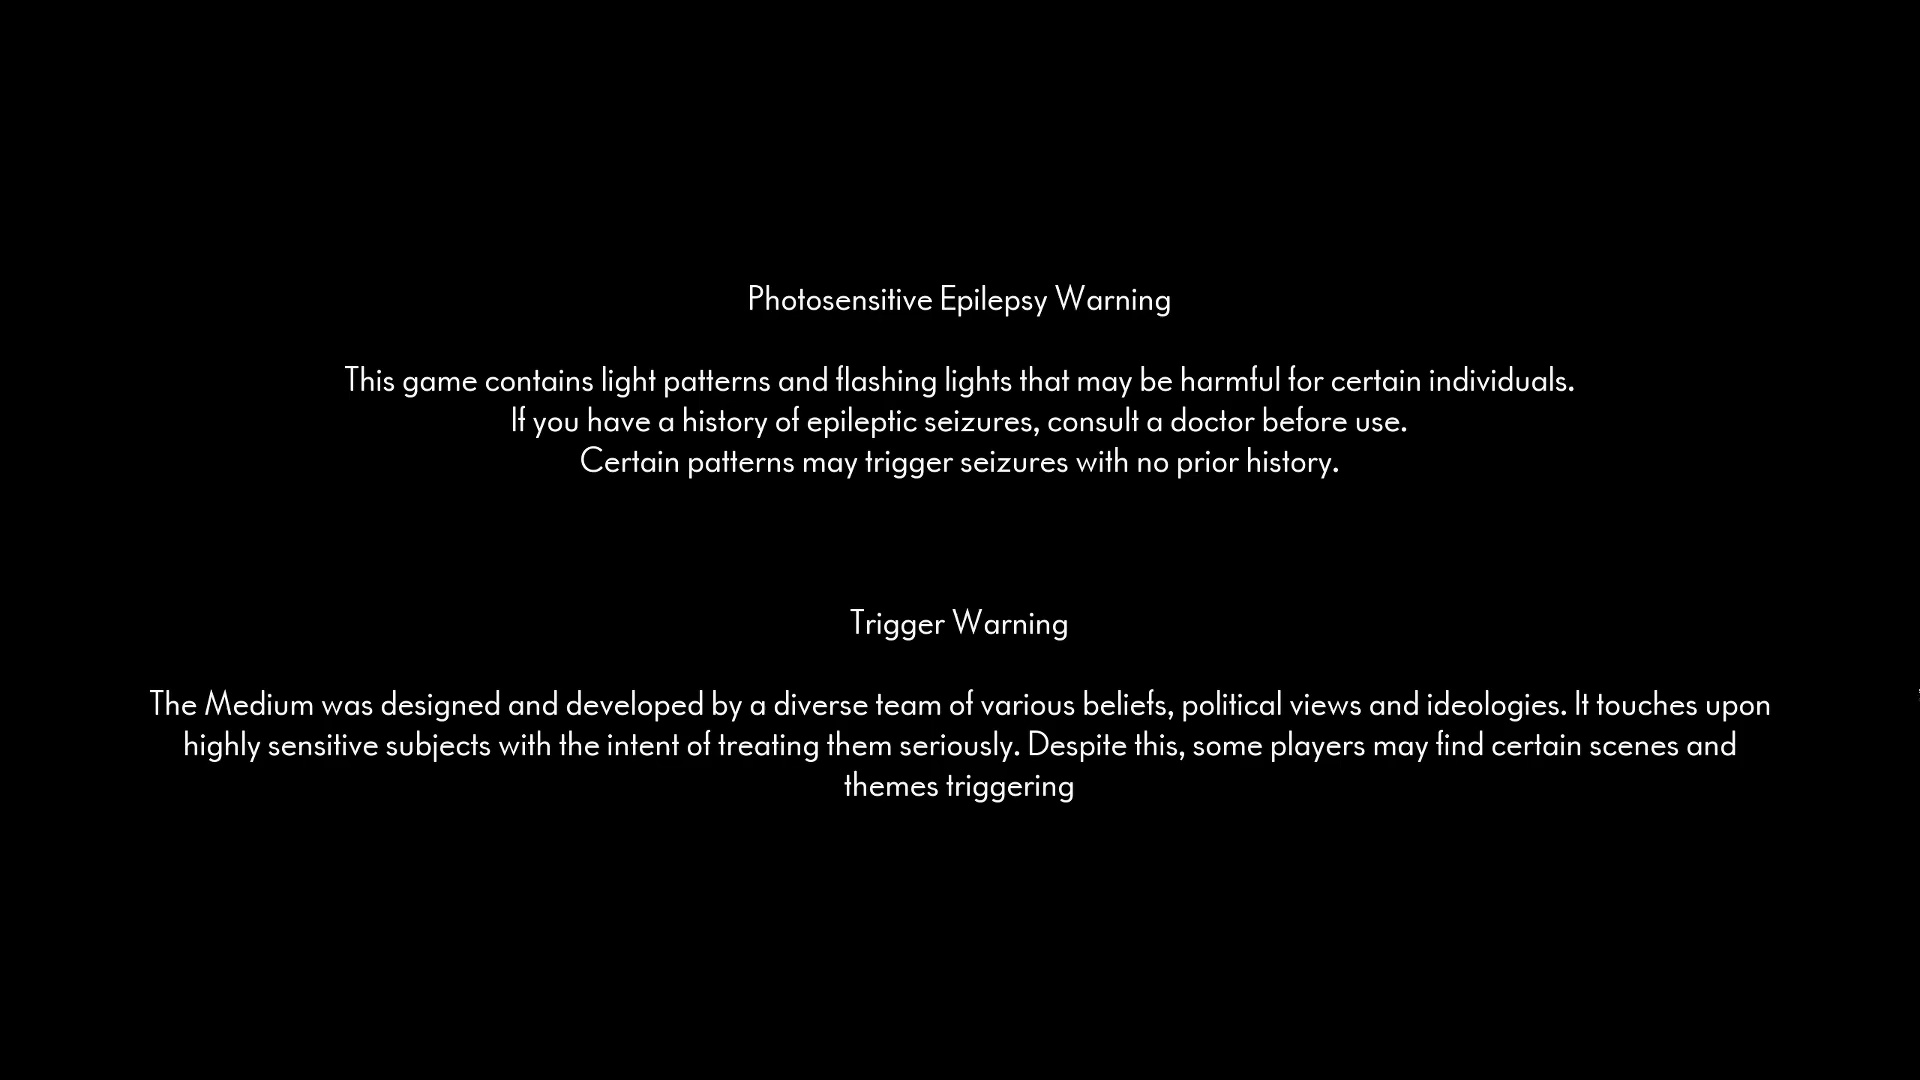 Photosensitive Epilepsy Warning
This game contains light patterns and flashing lights that may be harmful for certain individuals.
If you have a history of epileptic seizures, consult a doctor before use.
Certain patterns may trigger seizures with no prior history.
Trigger Warning
The Medium was designed and developed by a diverse team of various beliefs, political views and ideologies. It touches upon
highly sensitive subjects with the intent of treating them seriously. Despite this, some players may find certain scenes and
themes triggering